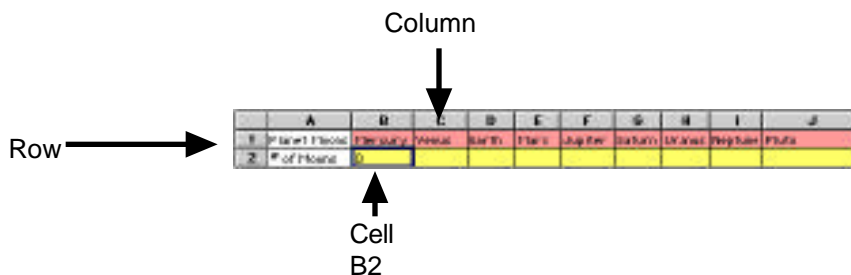 Column
A B C D E F G H I J
Row
1 Planet Moons Mercury Venus Earth Mars Jupiter Saturn Uranus Neptune Pluto
2 # of Moons 0
Cell
B2